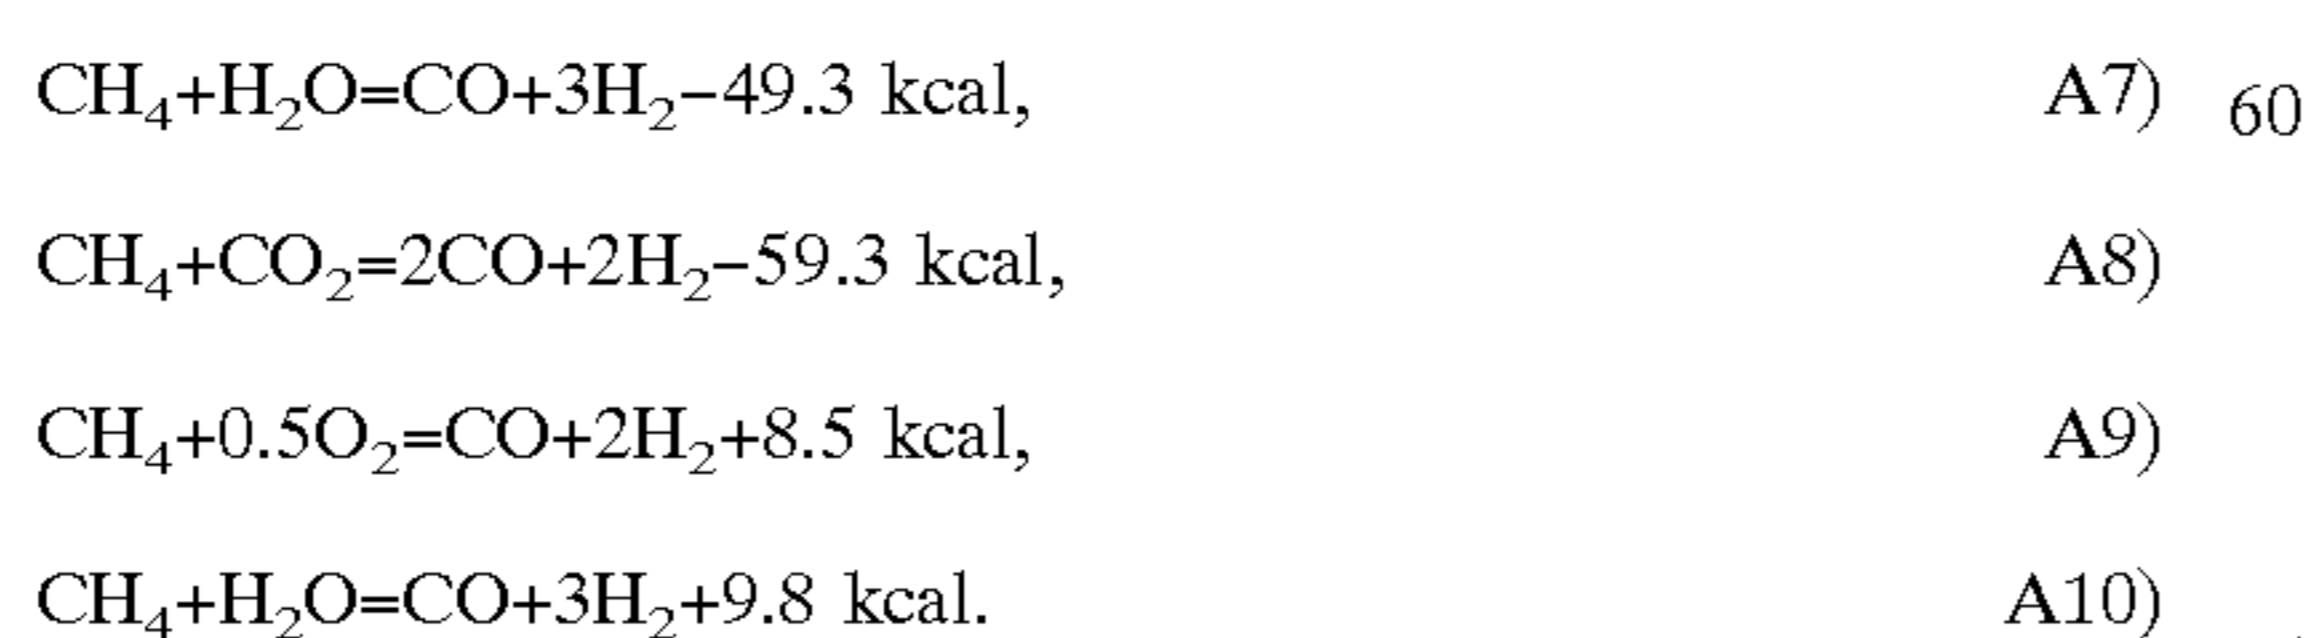 CH₄+H₂O=CO+3H₂−49.3 kcal, A7) 60
CH₄+CO₂=2CO+2H₂−59.3 kcal, A8)
CH₄+0.5O₂=CO+2H₂+8.5 kcal, A9)
CH₄+H₂O=CO+3H₂+9.8 kcal. A10)